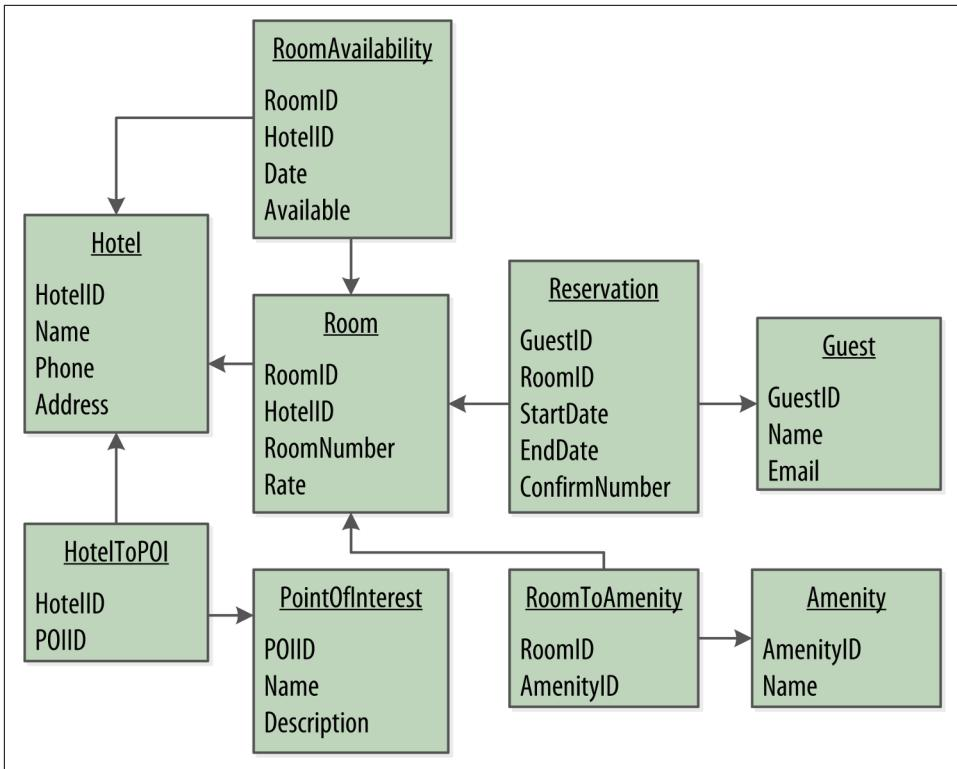 RoomAvailability
RoomID
HotelID
Date
Available
Hotel
HotelID
Name
Phone
Address
Room
RoomID
HotelID
RoomNumber
Rate
Reservation
GuestID
RoomID
StartDate
EndDate
ConfirmNumber
Guest
GuestID
Name
Email
HotelToPOI
HotelID
POIID
PointOfInterest
POIID
Name
Description
RoomToAmenity
RoomID
AmenityID
Amenity
AmenityID
Name